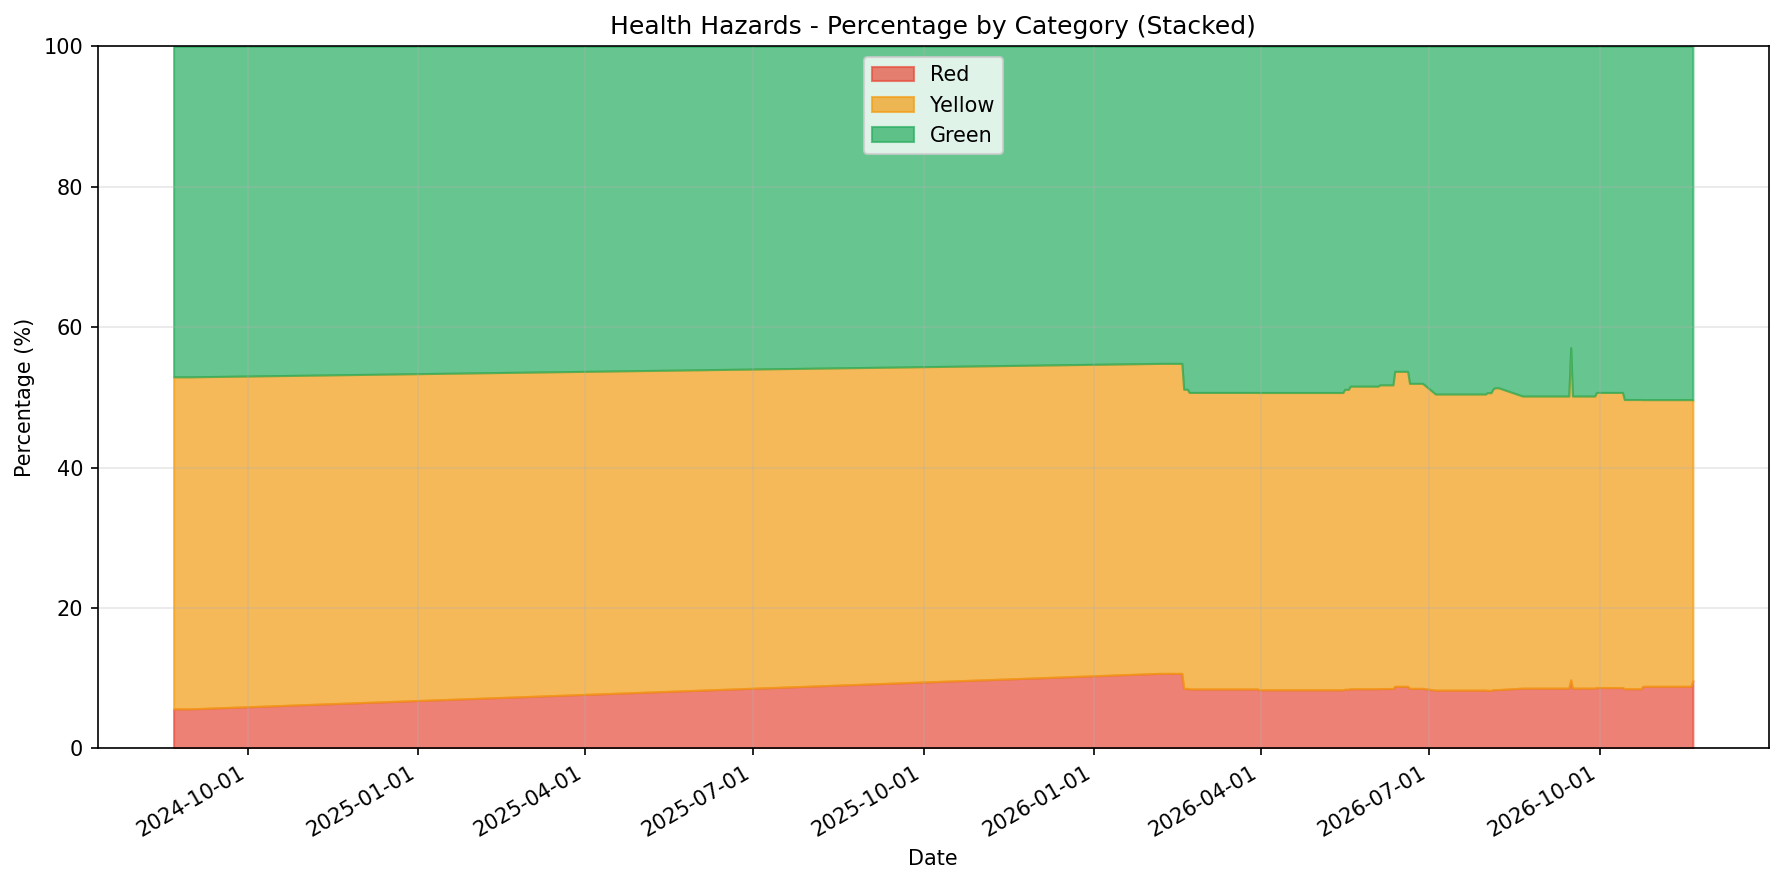 Health Hazards - Percentage by Category (Stacked)
Red
Yellow
Green
Percentage (%)
100
80
60
40
20
0
2024-10-01
2025-01-01
2025-04-01
2025-07-01
2025-10-01
2026-01-01
2026-04-01
2026-07-01
2026-10-01
Date